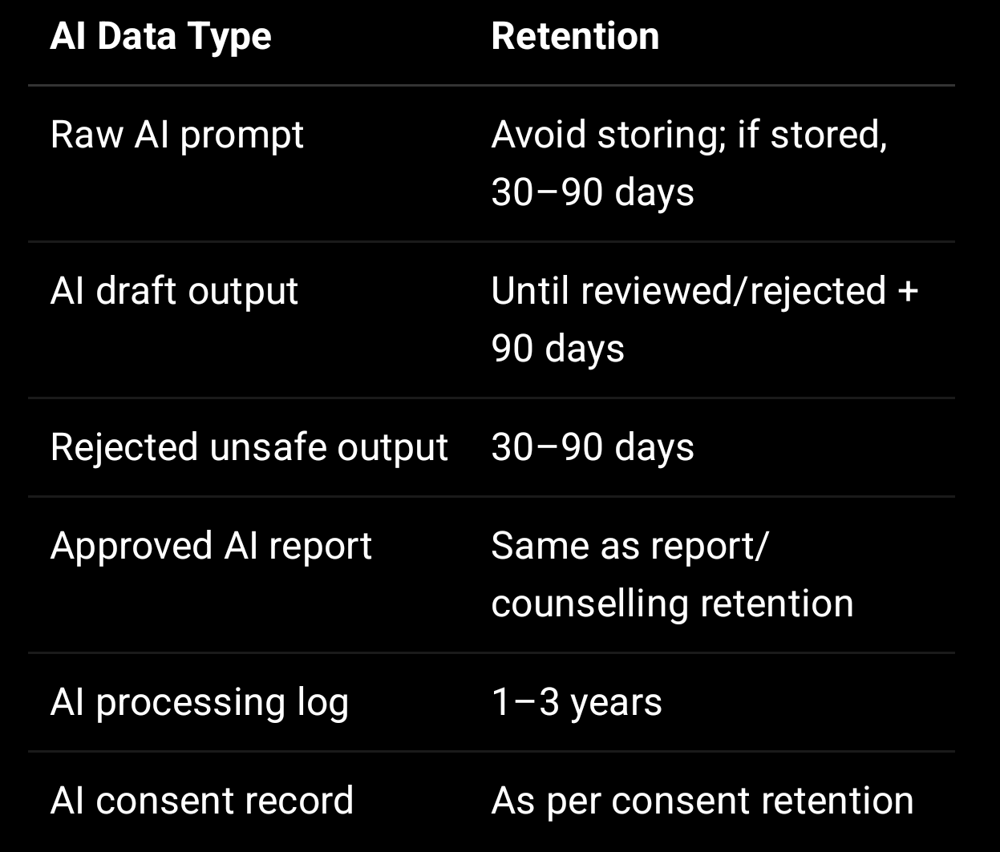 AI Data Type Retention
Raw AI prompt Avoid storing; if stored,
30–90 days
AI draft output Until reviewed/rejected +
90 days
Rejected unsafe output 30–90 days
Approved AI report Same as report/
counselling retention
AI processing log 1–3 years
AI consent record As per consent retention